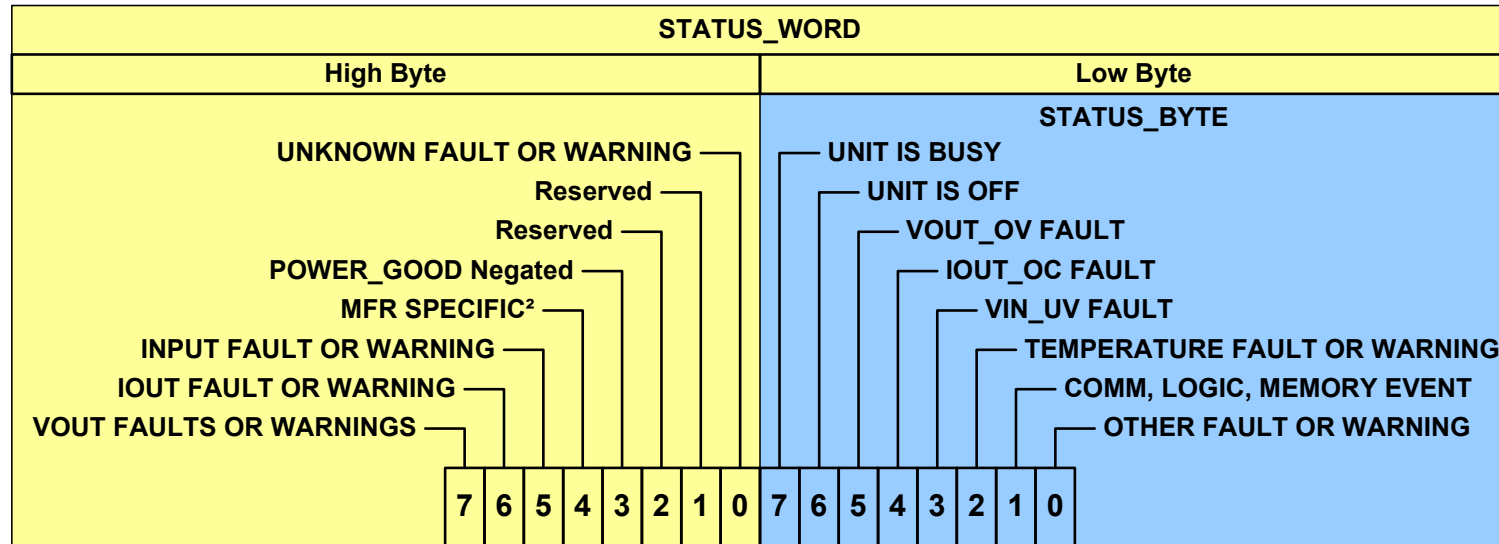 STATUS_WORD
High Byte Low Byte
STATUS_BYTE
UNKNOWN FAULT OR WARNING UNIT IS BUSY
Reserved UNIT IS OFF
Reserved VOUT_OV FAULT
POWER_GOOD Negated IOUT_OC FAULT
MFR SPECIFIC² VIN_UV FAULT
INPUT FAULT OR WARNING TEMPERATURE FAULT OR WARNING
IOUT FAULT OR WARNING COMM, LOGIC, MEMORY EVENT
VOUT FAULTS OR WARNINGS OTHER FAULT OR WARNING
7 6 5 4 3 2 1 0 7 6 5 4 3 2 1 0